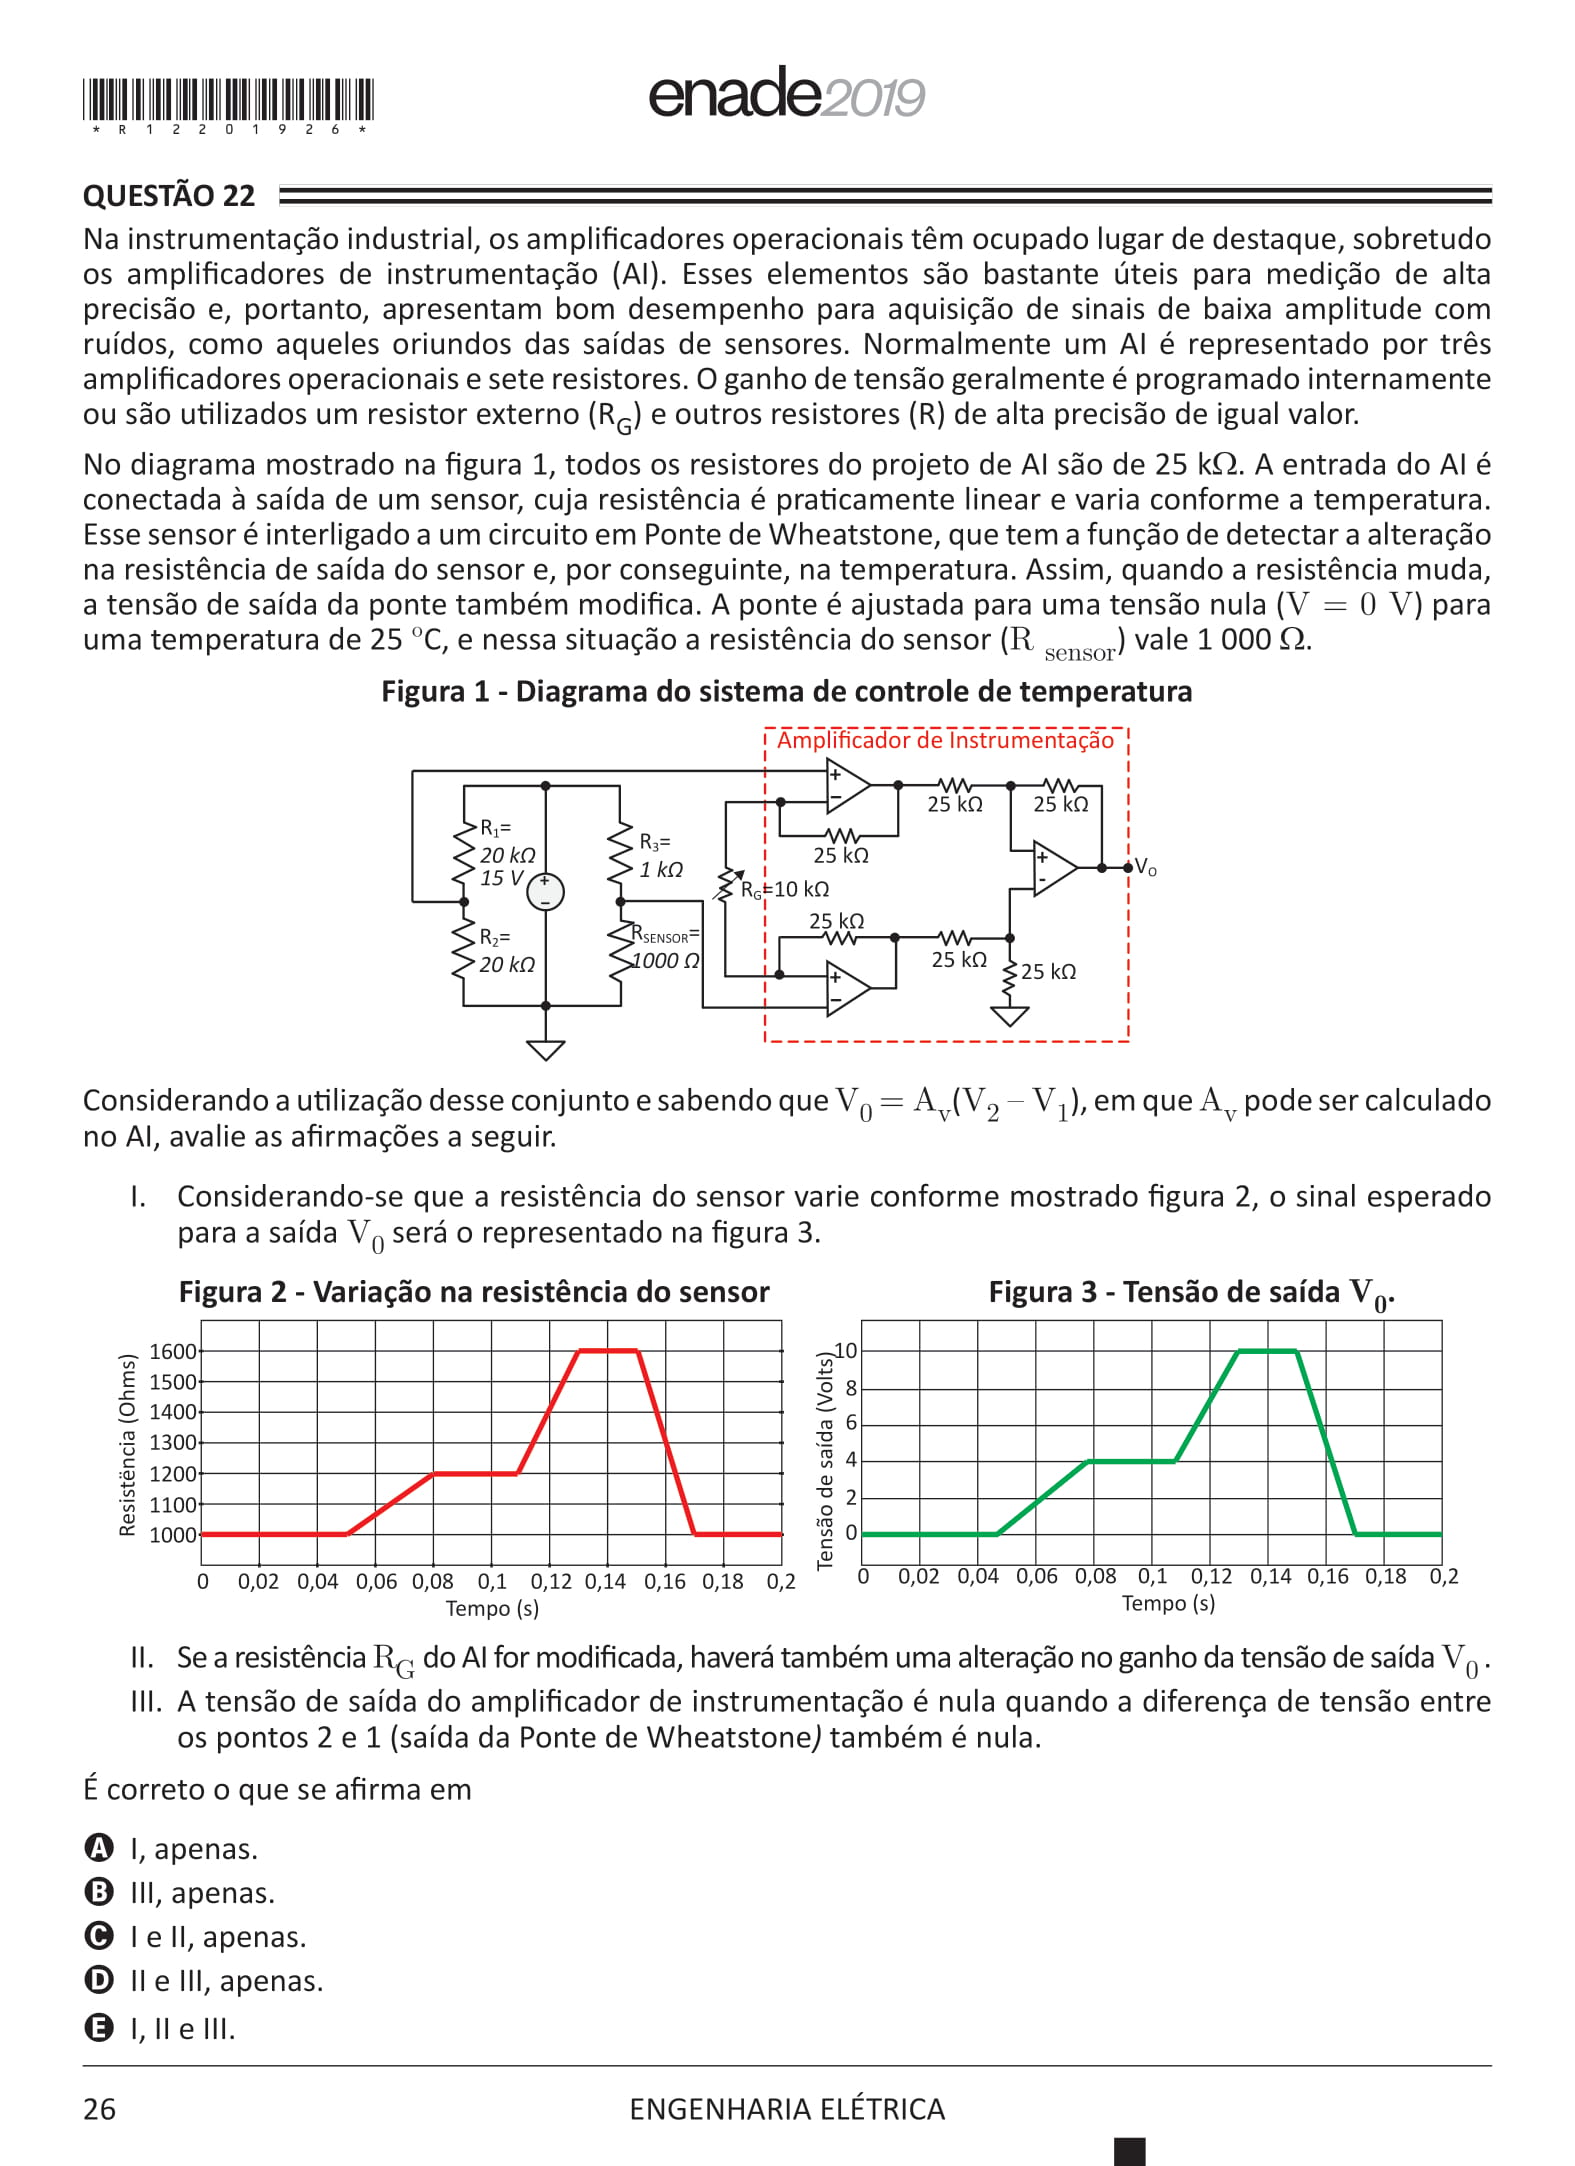 *R12201926*
enade2019
QUESTÃO 22
Na instrumentação industrial, os amplificadores operacionais têm ocupado lugar de destaque, sobretudo
os amplificadores de instrumentação (AI). Esses elementos são bastante úteis para medição de alta
precisão e, portanto, apresentam bom desempenho para aquisição de sinais de baixa amplitude com
ruídos, como aqueles oriundos das saídas de sensores. Normalmente um AI é representado por três
amplificadores operacionais e sete resistores. O ganho de tensão geralmente é programado internamente
ou são utilizados um resistor externo (R_G) e outros resistores (R) de alta precisão de igual valor.
No diagrama mostrado na figura 1, todos os resistores do projeto de AI são de 25 kΩ. A entrada do AI é
conectada à saída de um sensor, cuja resistência é praticamente linear e varia conforme a temperatura.
Esse sensor é interligado a um circuito em Ponte de Wheatstone, que tem a função de detectar a alteração
na resistência de saída do sensor e, por conseguinte, na temperatura. Assim, quando a resistência muda,
a tensão de saída da ponte também modifica. A ponte é ajustada para uma tensão nula (V = 0 V) para
uma temperatura de 25 °C, e nessa situação a resistência do sensor (R sensor) vale 1 000 Ω.
Figura 1 - Diagrama do sistema de controle de temperatura
Amplificador de Instrumentação
+
−
25 kΩ
25 kΩ
25 kΩ
R1=
20 kΩ
15 V
+
−
R3=
1 kΩ
RG=10 kΩ
+
-
Vo
R2=
20 kΩ
RSENSOR=
1000 Ω
25 kΩ
25 kΩ
25 kΩ
+
−
Considerando a utilização desse conjunto e sabendo que V_0 = A_v(V_2 – V_1), em que A_v pode ser calculado
no AI, avalie as afirmações a seguir.
I. Considerando-se que a resistência do sensor varie conforme mostrado figura 2, o sinal esperado
para a saída V_0 será o representado na figura 3.
Figura 2 - Variação na resistência do sensor
Resistência (Ohms)
1600
1500
1400
1300
1200
1100
1000
0 0,02 0,04 0,06 0,08 0,1 0,12 0,14 0,16 0,18 0,2
Tempo (s)
Figura 3 - Tensão de saída V_0.
Tensão de saída (Volts)
10
8
6
4
2
0
0 0,02 0,04 0,06 0,08 0,1 0,12 0,14 0,16 0,18 0,2
Tempo (s)
II. Se a resistência R_G do AI for modificada, haverá também uma alteração no ganho da tensão de saída V_0 .
III. A tensão de saída do amplificador de instrumentação é nula quando a diferença de tensão entre
os pontos 2 e 1 (saída da Ponte de Wheatstone) também é nula.
É correto o que se afirma em
A I, apenas.
B III, apenas.
C I e II, apenas.
D II e III, apenas.
E I, II e III.
26
ENGENHARIA ELÉTRICA